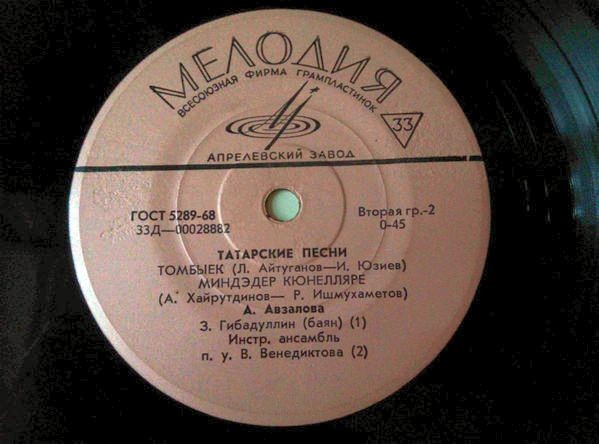 МЕЛОДИЯ
ВСЕСОЮЗНАЯ ФИРМА ГРАМПЛАСТИНОК
33
АПРЕЛЕВСКИЙ ЗАВОД
ГОСТ 5289-68
33Д—00028882
Вторая гр.-2
0-45
ТАТАРСКИЕ ПЕСНИ
ТОМБЫЕК (Л. Айтуганов—И. Юзиев)
МИНДЭДЕР КЮНЕЛЛЯРЕ
(А. Хайрутдинов— Р. Ишмухаметов)
А. Авзалова
З. Гибадуллин (баян) (1)
Инстр. ансамбль
п. у. В. Венедиктова (2)